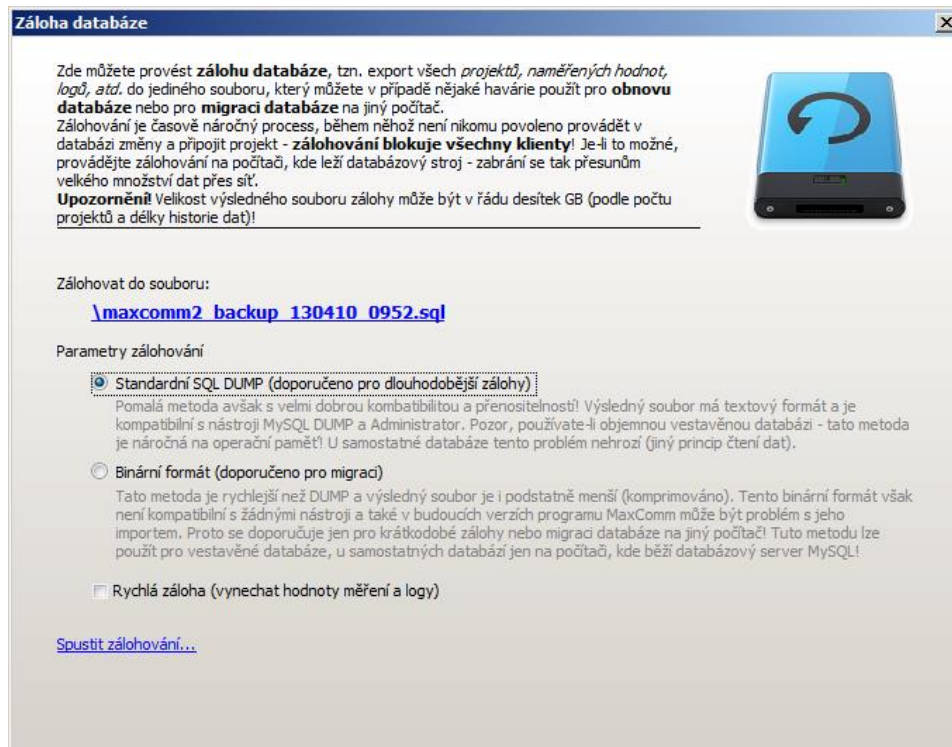 Záloha databáze
Zde můžete provést zálohu databáze, tzn. export všech projektů, naměřených hodnot,
logů, atd. do jediného souboru, který můžete v případě nějaké havárie použít pro obnovu
databáze nebo pro migraci databáze na jiný počítač.
Zálohování je časově náročný process, během něhož není nikomu povoleno provádět v
databázi změny a připojit projekt - zálohování blokuje všechny klienty! Je-li to možné,
provádějte zálohování na počítači, kde leží databázový stroj - zabrání se tak přesunům
velkého množství dat přes síť.
Upozornění! Velikost výsledného souboru zálohy může být v řádu desítek GB (podle počtu
projektů a délky historie dat)!
Zálohovat do souboru:
\maxcomm2_backup_130410_0952.sql
Parametry zálohování
Standardní SQL DUMP (doporučeno pro dlouhodobější zálohy)
Pomalá metoda avšak s velmi dobrou kombatibilitou a přenositelností! Výsledný soubor má textový formát a je
kompatibilní s nástroji MySQL DUMP a Administrator. Pozor, používate-li objemnou vestavěnou databázi - tato metoda
je náročná na operační paměť! U samostatné databáze tento problém nehrozí (jiný princip čtení dat).
Binární formát (doporučeno pro migraci)
Tato metoda je rychlejší než DUMP a výsledný soubor je i podstatně menší (komprimováno). Tento binární formát však
není kompatibilní s žádnými nástroji a také v budoucích verzích programu MaxComm může být problém s jeho
importem. Proto se doporučuje jen pro krátkodobé zálohy nebo migraci databáze na jiný počítač! Tuto metodu lze
použít pro vestavěné databáze, u samostatných databází jen na počítači, kde běží databázový server MySQL!
Rychlá záloha (vynechat hodnoty měření a logy)
Spustit zálohování...